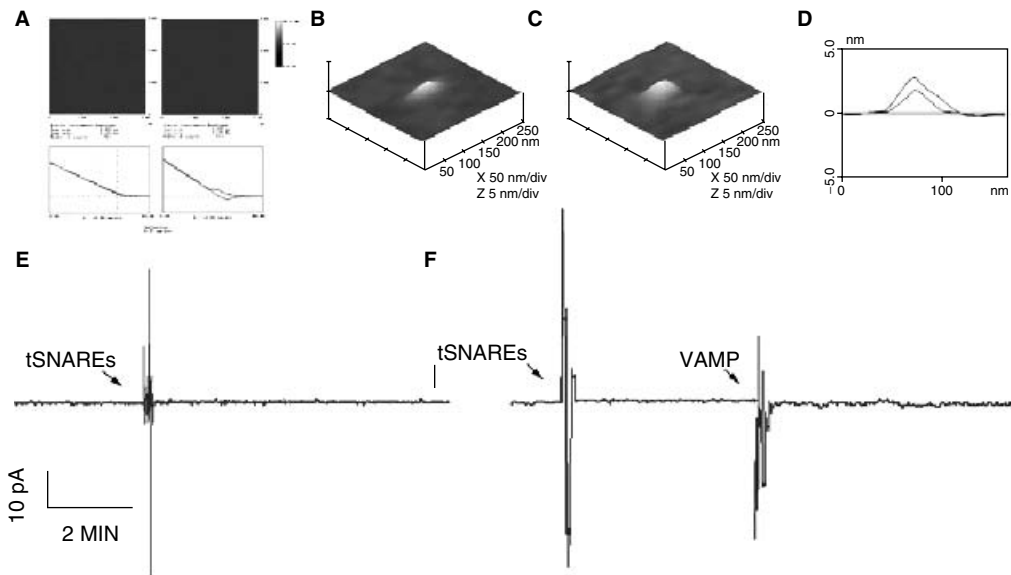 A
B
C
D
50
100
150
200 nm
250
X 50 nm/div
Z 5 nm/div
50
100
150
200 nm
250
X 50 nm/div
Z 5 nm/div
nm
5.0
0
−5.0
0
100
nm
E
F
tSNAREs
tSNAREs
VAMP
10 pA
2 MIN